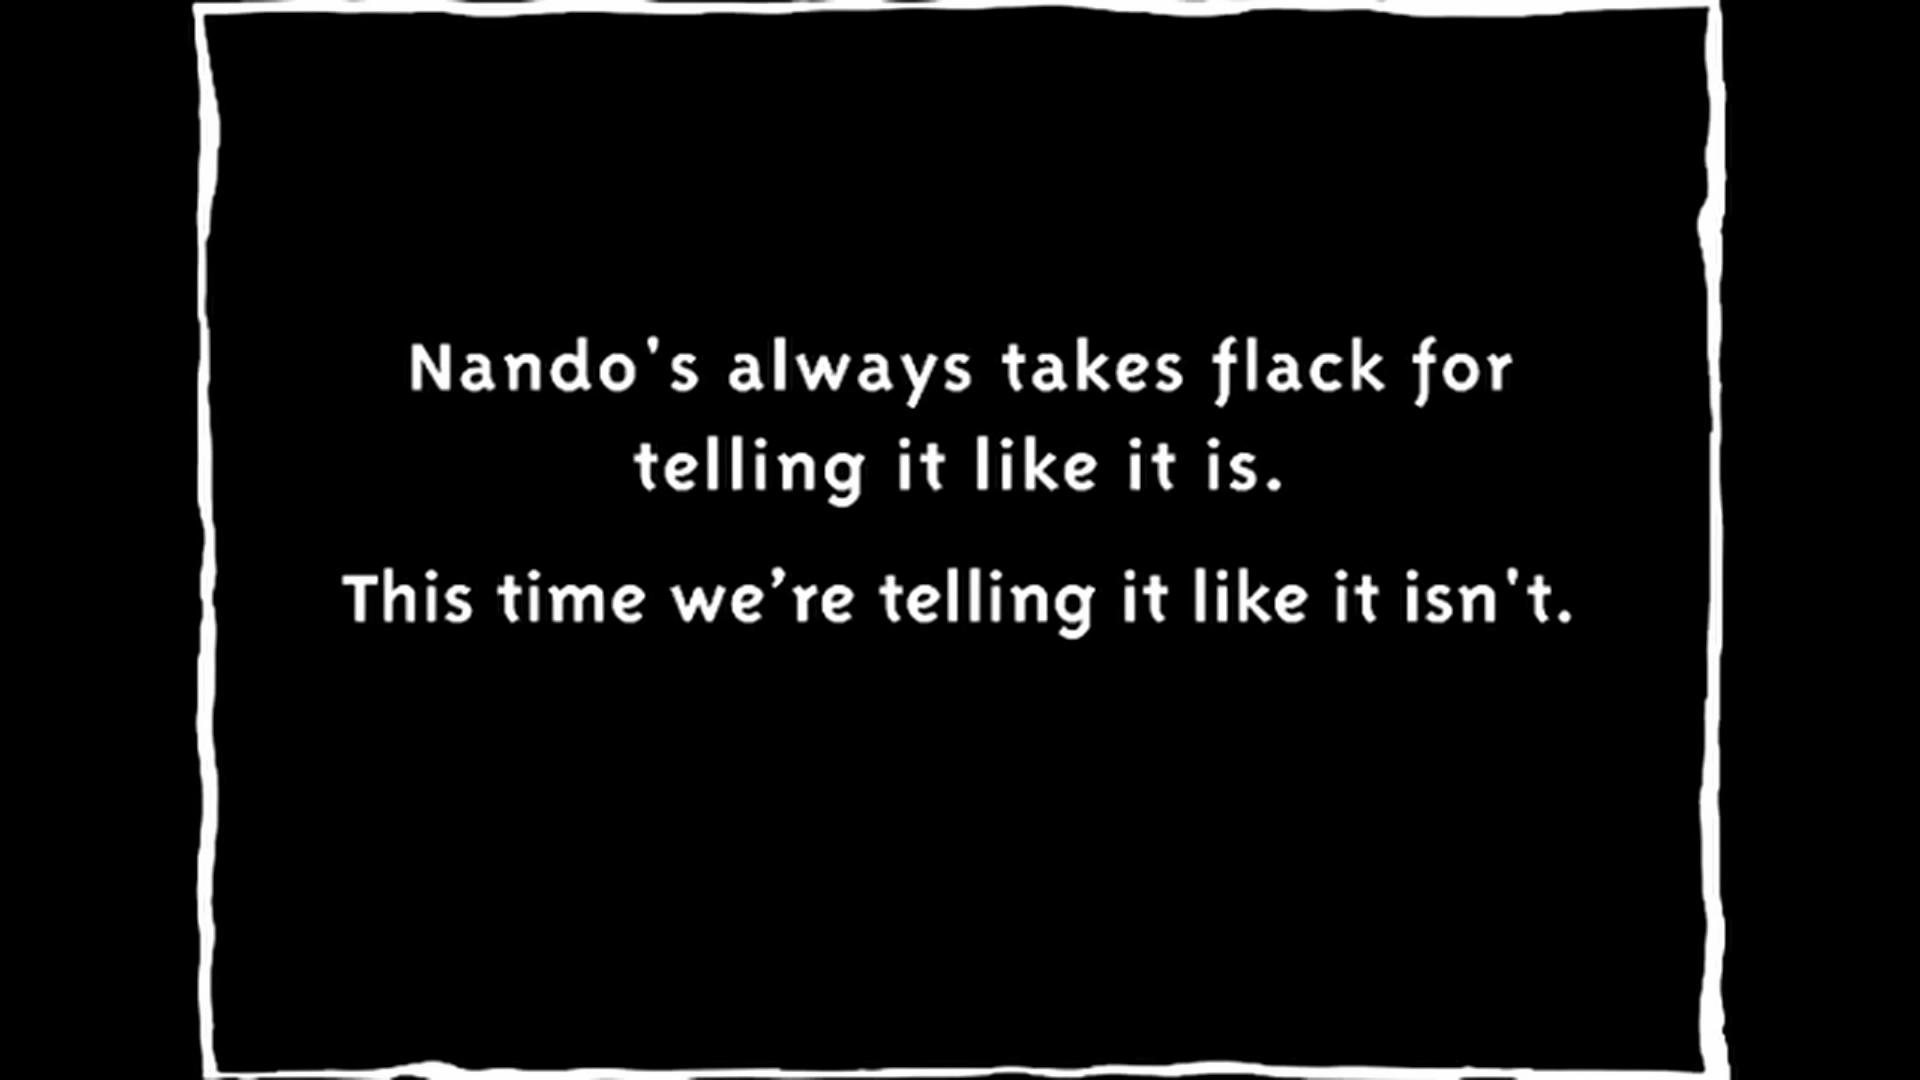 Nando's always takes flack for
telling it like it is.
This time we’re telling it like it isn't.